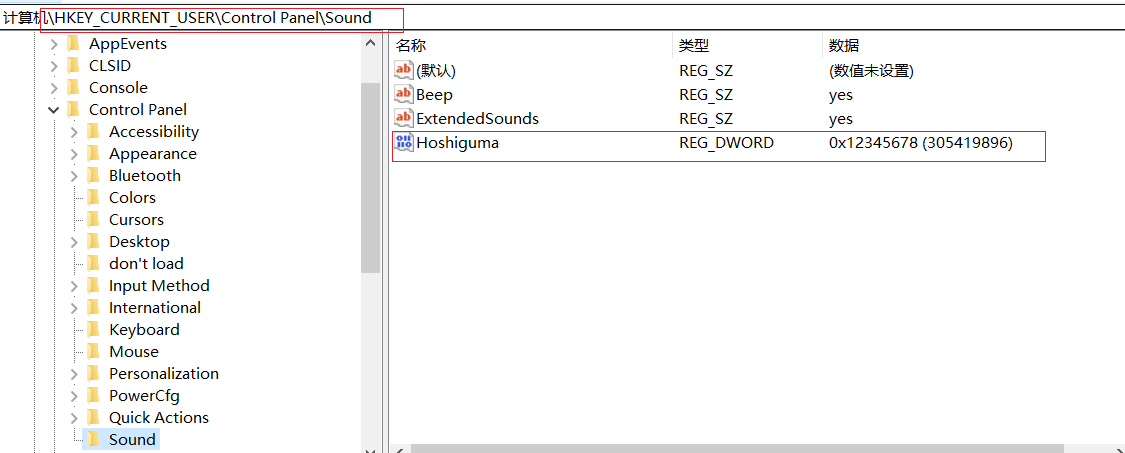 计算机\HKEY_CURRENT_USER\Control Panel\Sound
AppEvents
CLSID
Console
Control Panel
Accessibility
Appearance
Bluetooth
Colors
Cursors
Desktop
don't load
Input Method
International
Keyboard
Mouse
Personalization
PowerCfg
Quick Actions
Sound
名称 类型 数据
(默认) REG_SZ (数值未设置)
Beep REG_SZ yes
ExtendedSounds REG_SZ yes
Hoshiguma REG_DWORD 0x12345678 (305419896)